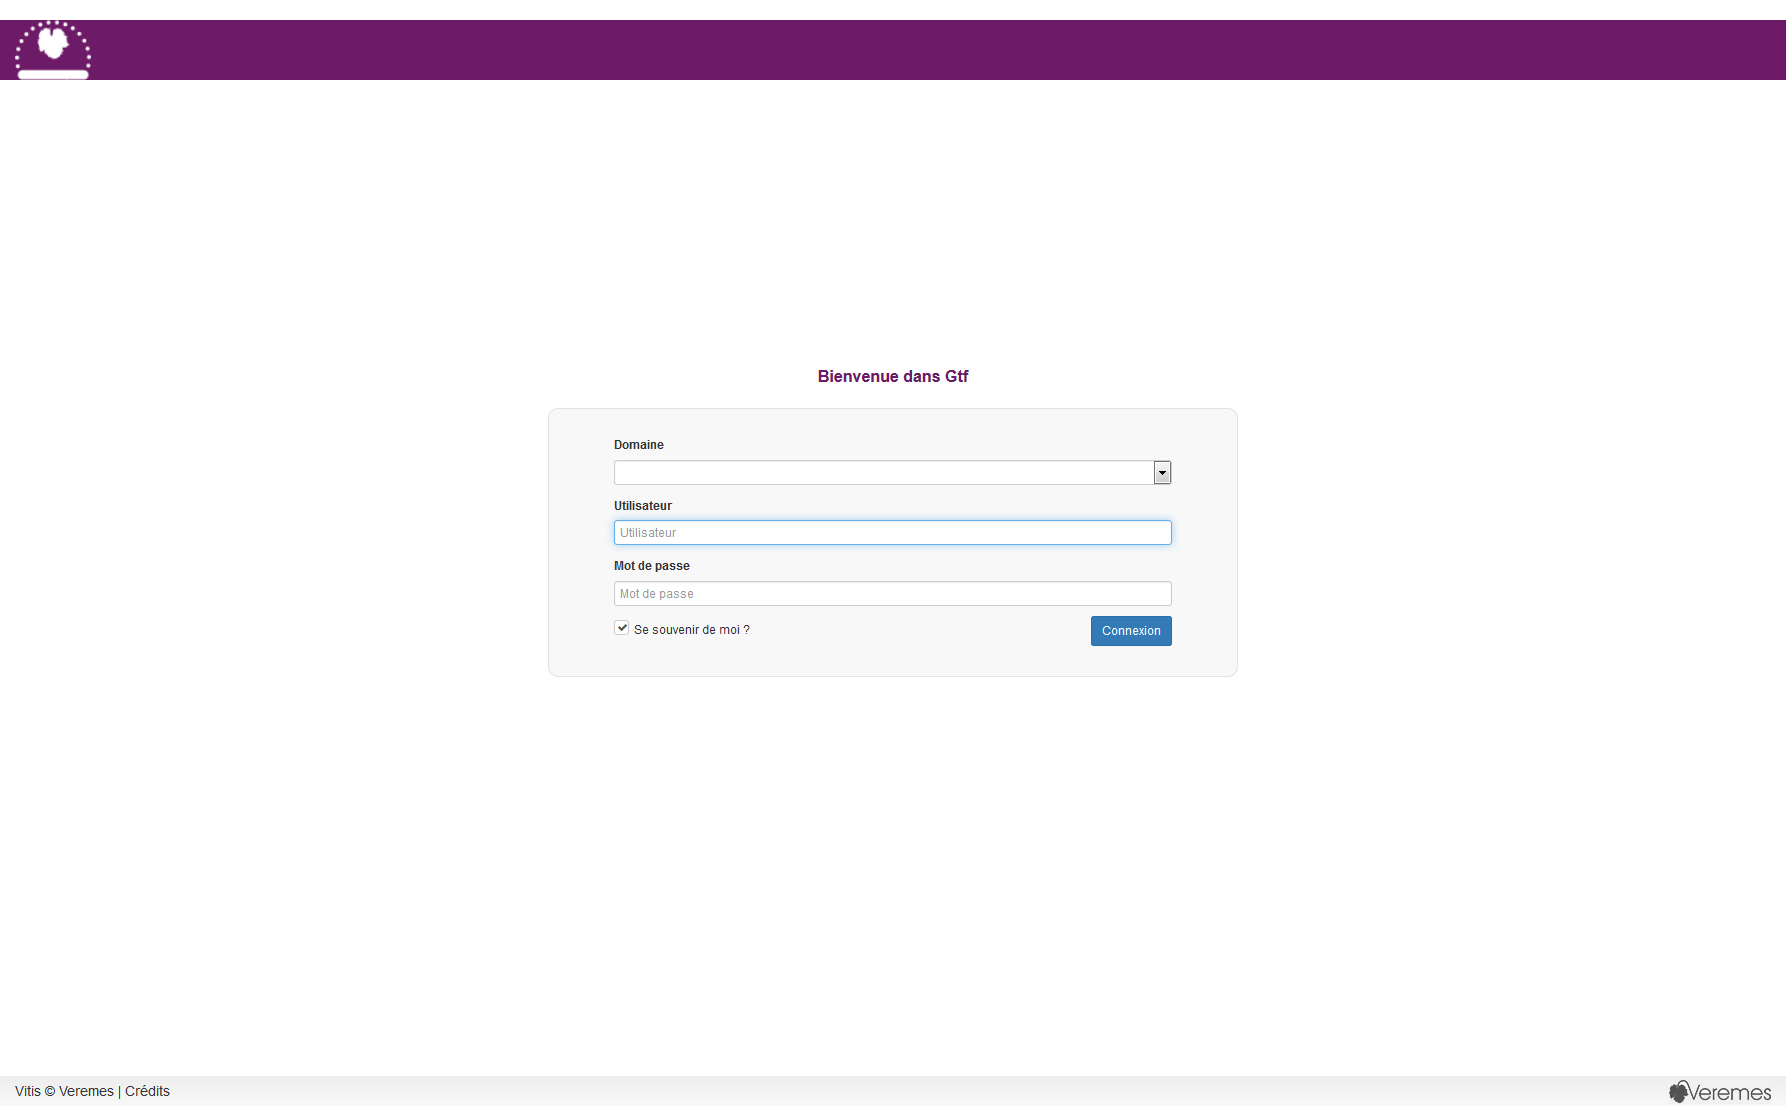 Bienvenue dans Gtf
Domaine
Utilisateur
Utilisateur
Mot de passe
Mot de passe
Se souvenir de moi ?
Connexion
Vitis © Veremes | Crédits
Veremes